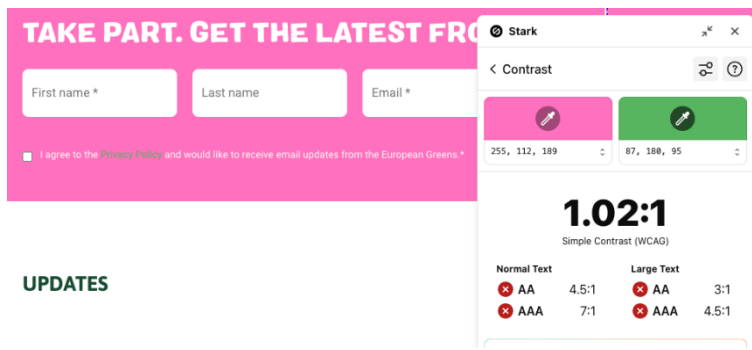 TAKE PART. GET THE LATEST FRO
First name *
Last name
Email *
I agree to the Privacy Policy and would like to receive email updates from the European Greens.*
UPDATES
Stark
Contrast
255, 112, 189
87, 180, 95
1.02:1
Simple Contrast (WCAG)
Normal Text
Large Text
AA 4.5:1
AA 3:1
AAA 7:1
AAA 4.5:1